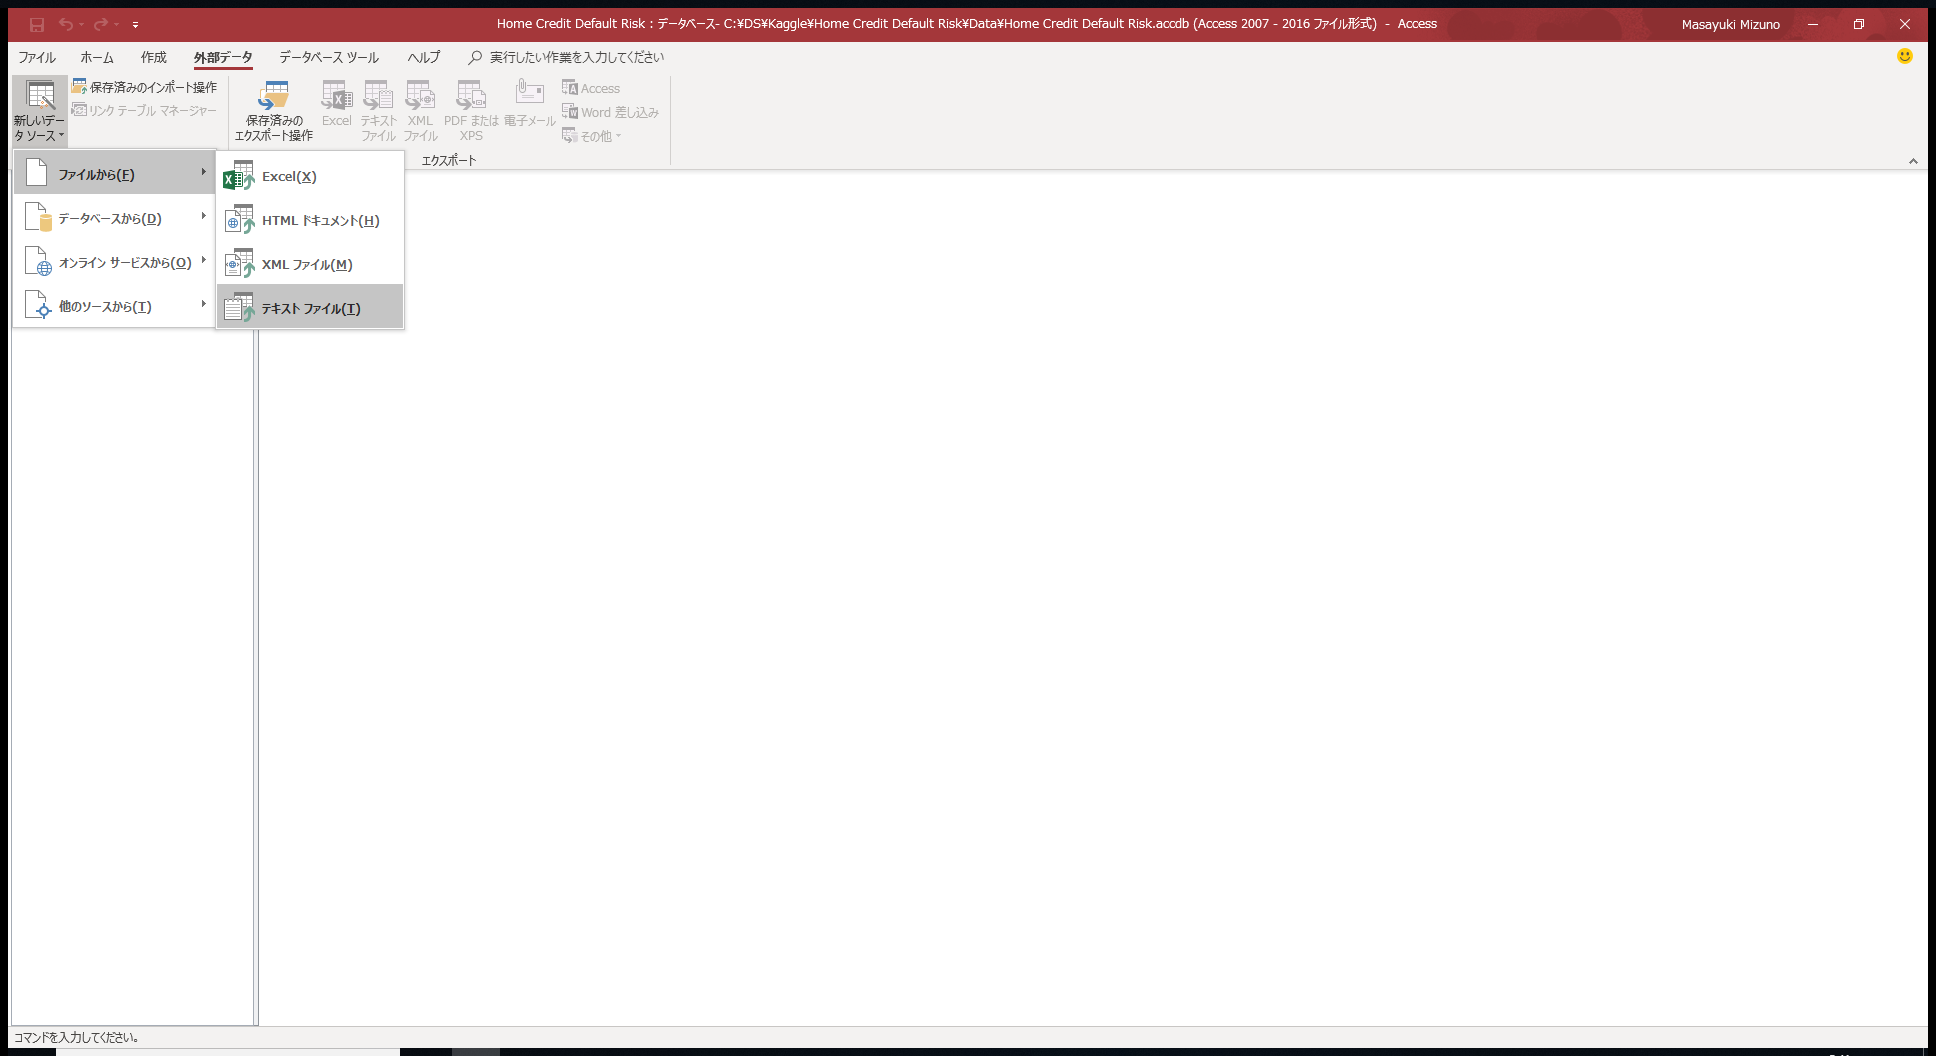 Home Credit Default Risk : データベース- C:¥DS¥Kaggle¥Home Credit Default Risk¥Data¥Home Credit Default Risk.accdb (Access 2007 - 2016 ファイル形式) - Access
Masayuki Mizuno
ファイル ホーム 作成 外部データ データベース ツール ヘルプ 実行したい作業を入力してください
新しいデー
タ ソース
保存済みのインポート操作
リンク テーブル マネージャー
保存済みの
エクスポート操作
Excel
テキスト
ファイル
XML
ファイル
PDF または
XPS
電子メール
Access
Word 差し込み
その他
エクスポート
ファイルから(F)
データベースから(D)
オンライン サービスから(O)
他のソースから(T)
Excel(X)
HTML ドキュメント(H)
XML ファイル(M)
テキスト ファイル(T)
コマンドを入力してください。